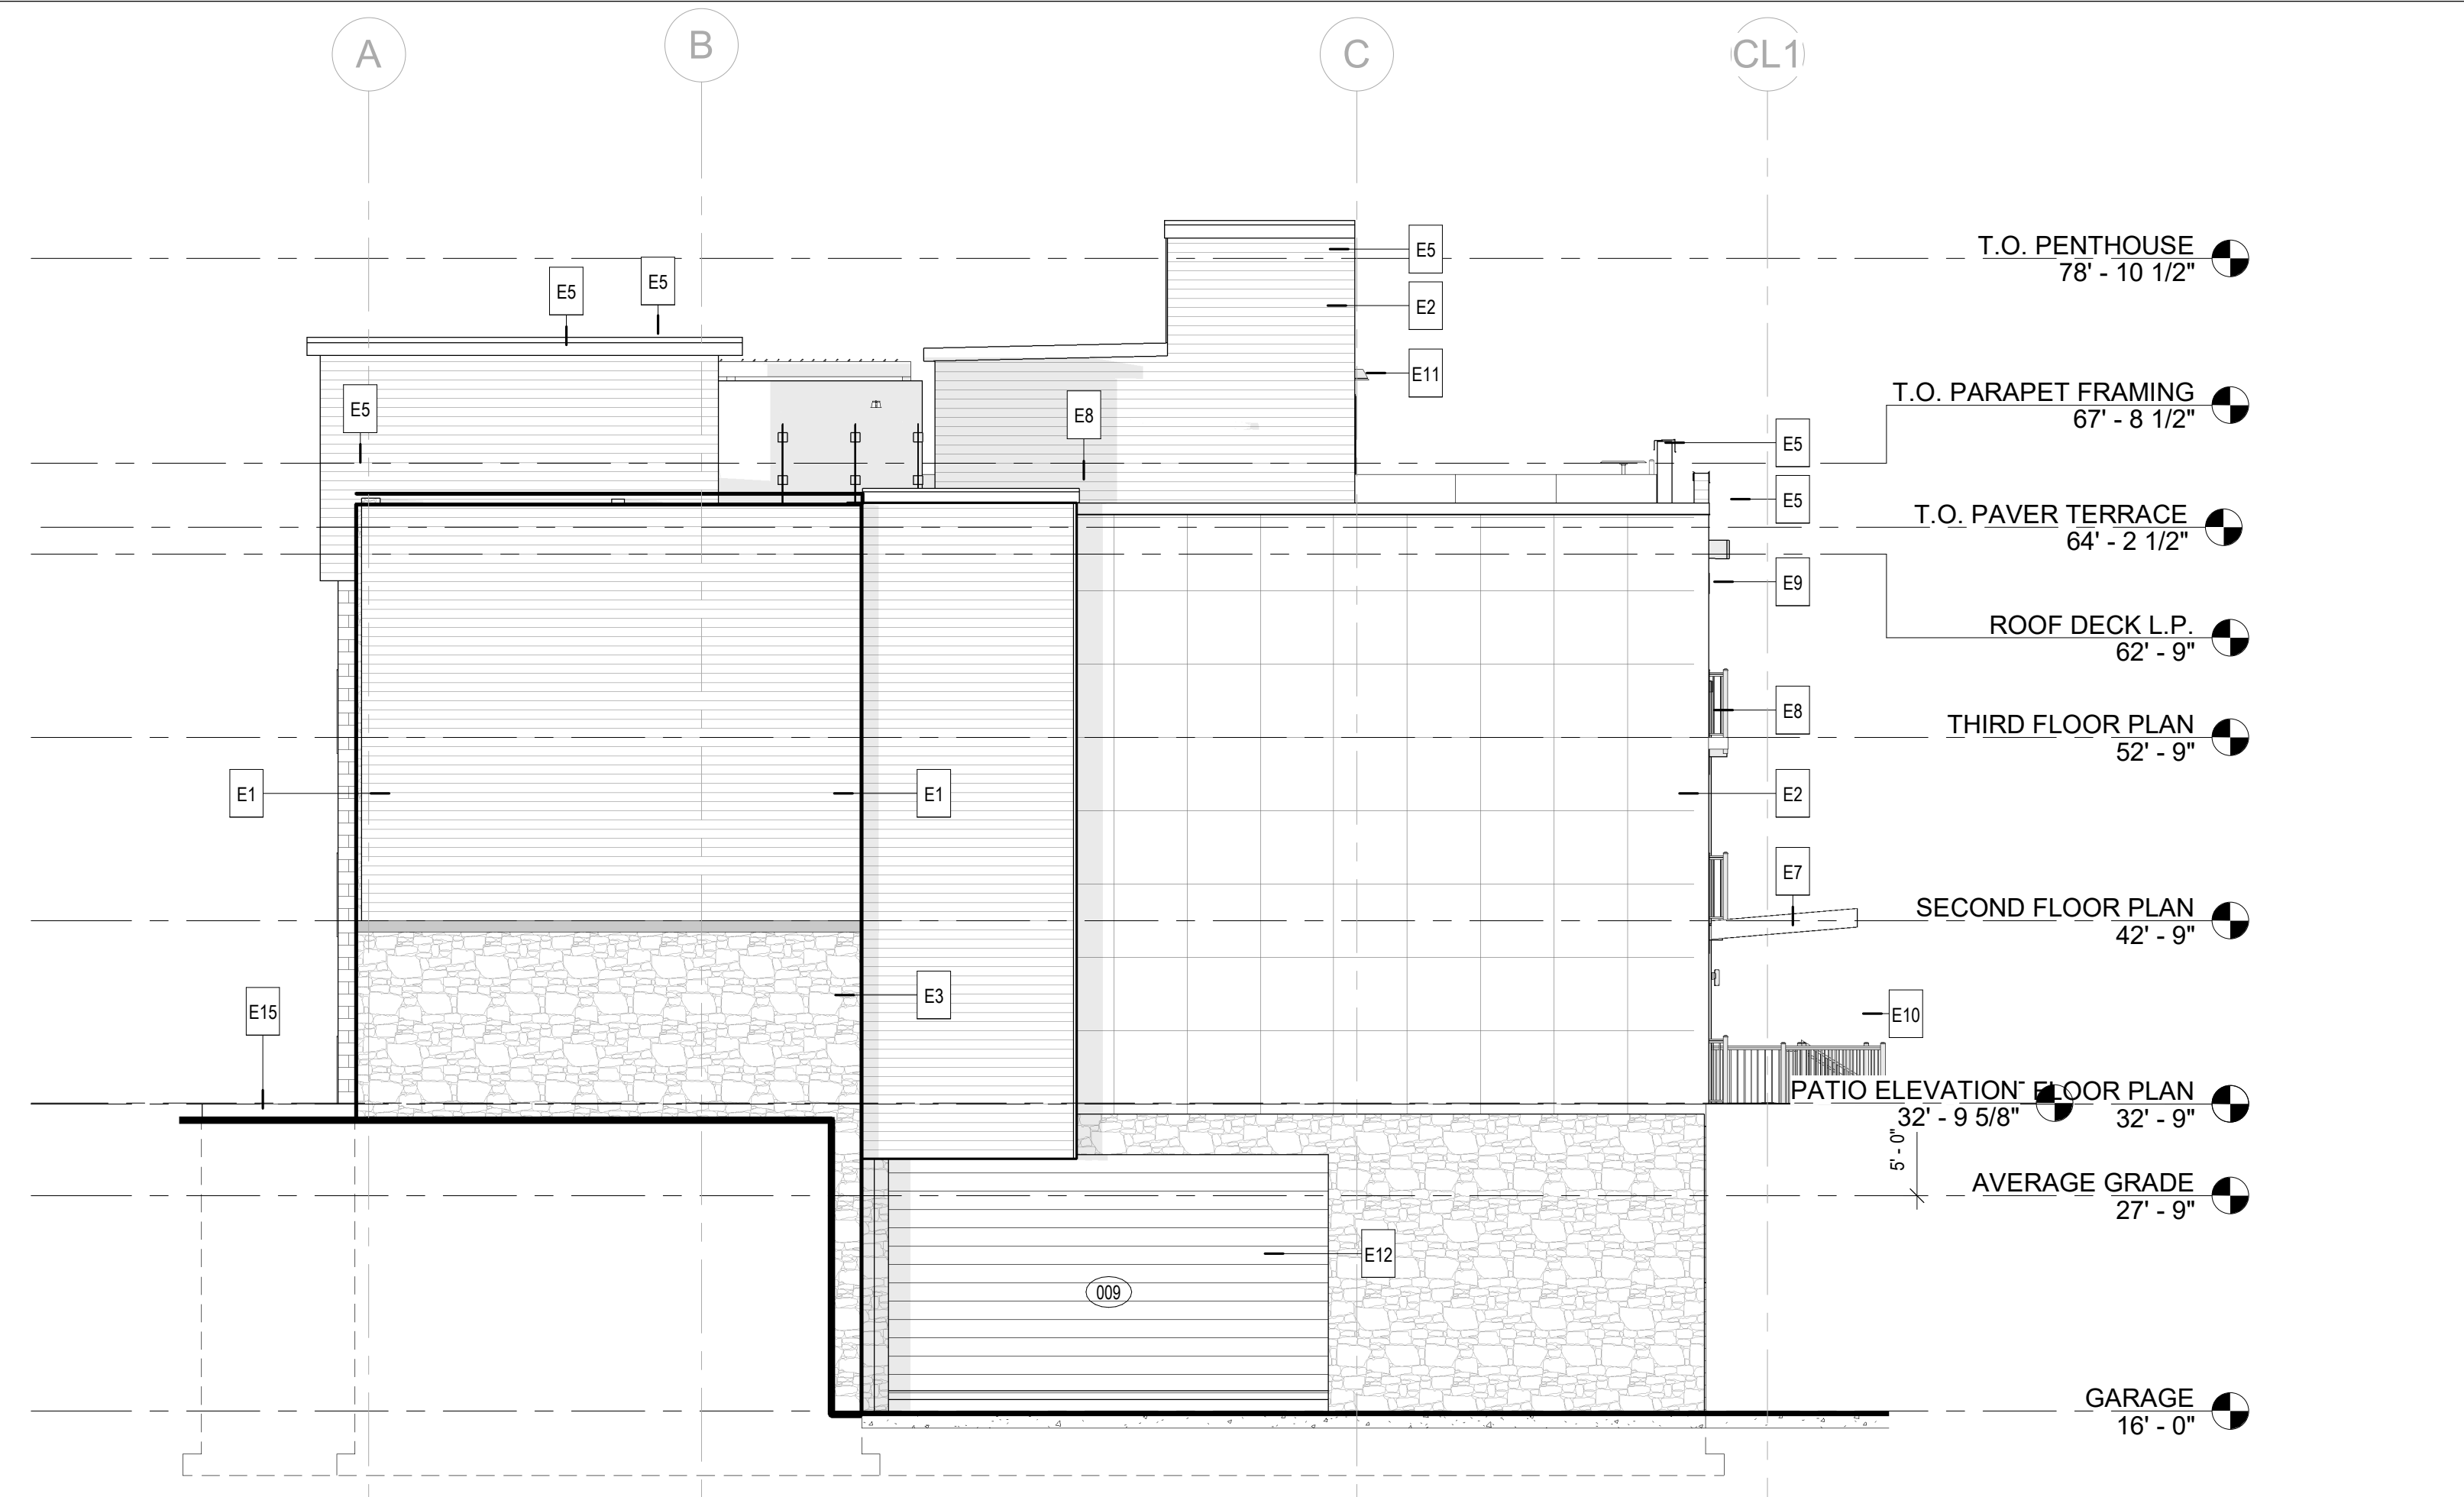 A
B
C
CL1
T.O. PENTHOUSE
78' - 10 1/2"
E5
E5
E5
E2
E11
E5
E8
T.O. PARAPET FRAMING
67' - 8 1/2"
E5
E5
T.O. PAVER TERRACE
64' - 2 1/2"
E9
ROOF DECK L.P.
62' - 9"
E8
THIRD FLOOR PLAN
52' - 9"
E1
E1
E2
E7
SECOND FLOOR PLAN
42' - 9"
E3
E15
E10
PATIO ELEVATION
FLOOR PLAN
32' - 9 5/8"
32' - 9"
5' - 0"
AVERAGE GRADE
27' - 9"
E12
009
GARAGE
16' - 0"